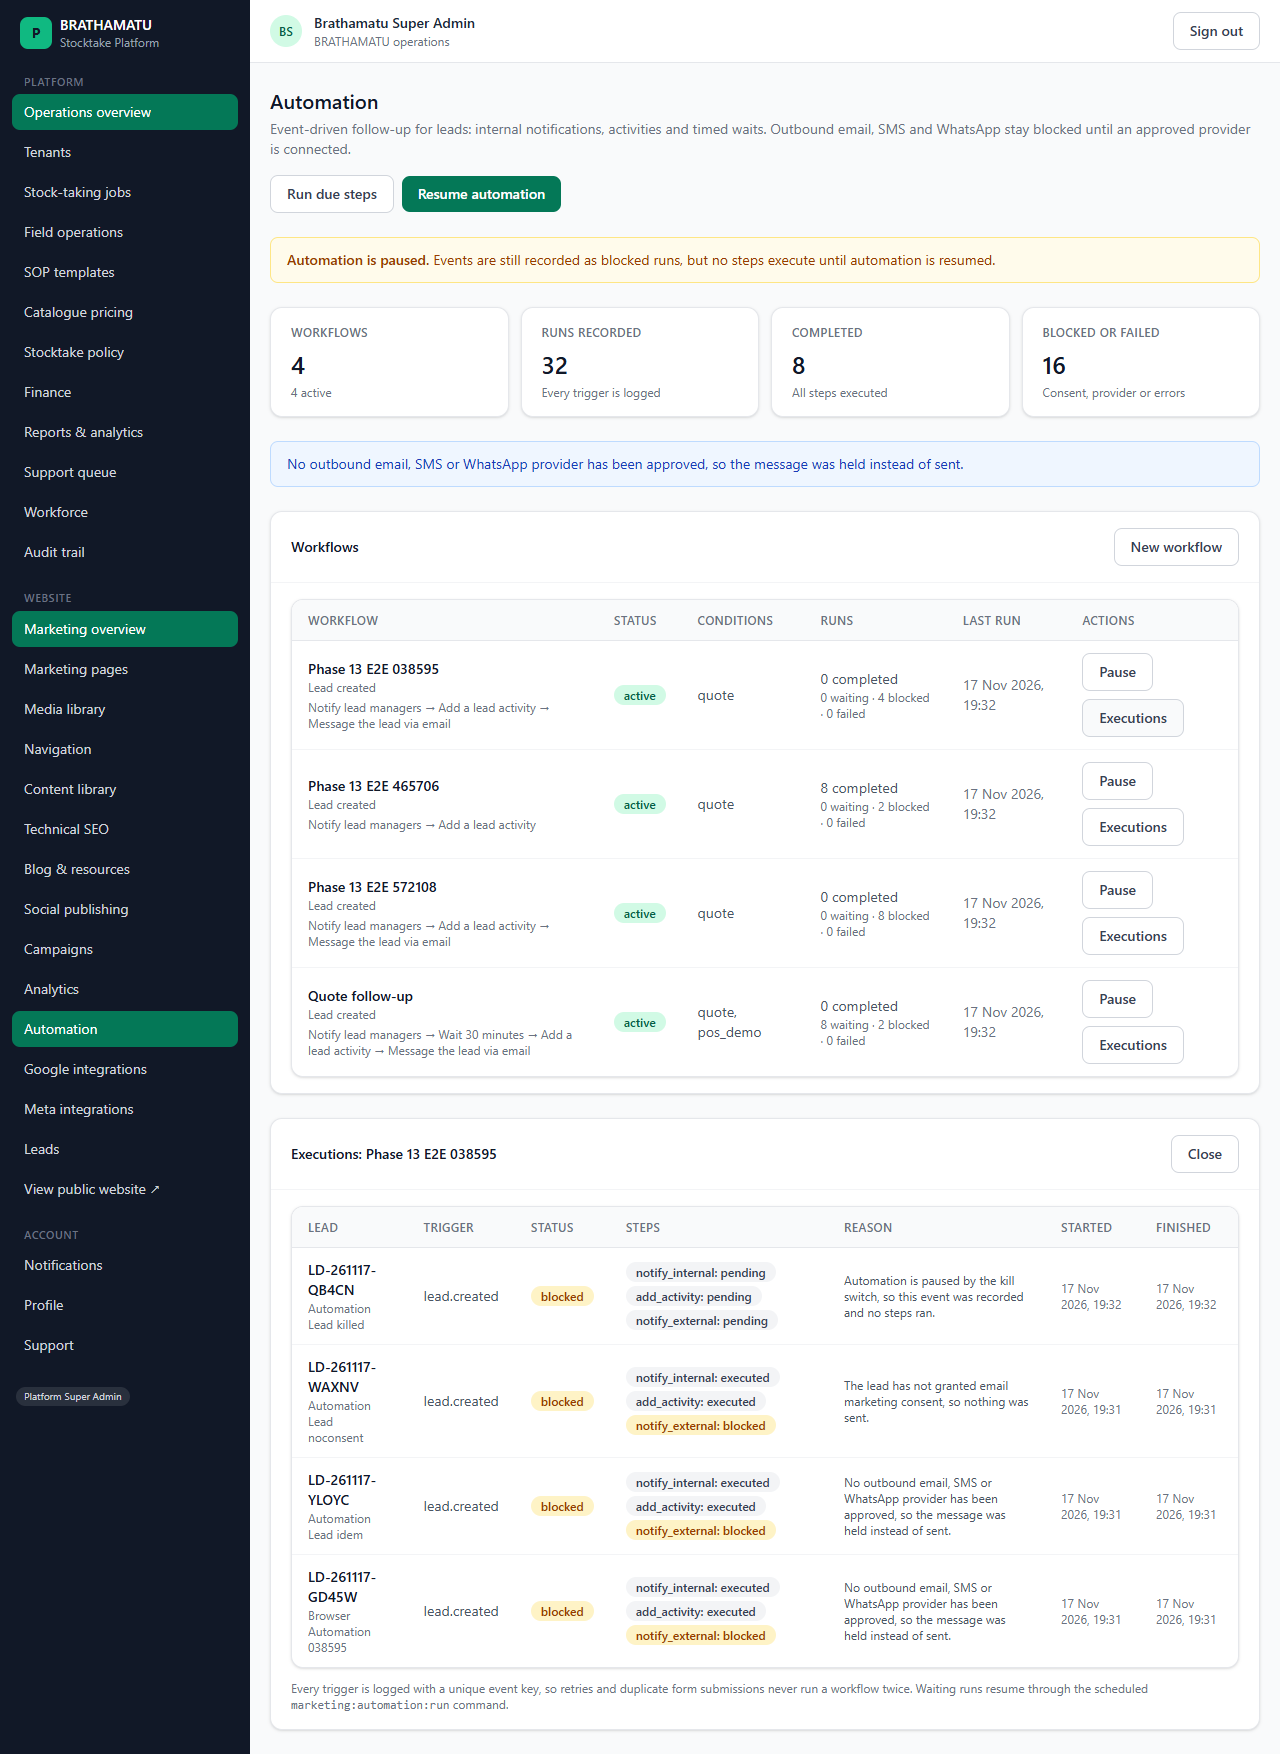 P
BRATHAMATU
Stocktake Platform
PLATFORM
Operations overview
Tenants
Stock-taking jobs
Field operations
SOP templates
Catalogue pricing
Stocktake policy
Finance
Reports & analytics
Support queue
Workforce
Audit trail
WEBSITE
Marketing overview
Marketing pages
Media library
Navigation
Content library
Technical SEO
Blog & resources
Social publishing
Campaigns
Analytics
Automation
Google integrations
Meta integrations
Leads
View public website ↗
ACCOUNT
Notifications
Profile
Support
Platform Super Admin
BS
Brathamatu Super Admin
BRATHAMATU operations
Sign out
Automation
Event-driven follow-up for leads: internal notifications, activities and timed waits. Outbound email, SMS and WhatsApp stay blocked until an approved provider
is connected.
Run due steps
Resume automation
Automation is paused. Events are still recorded as blocked runs, but no steps execute until automation is resumed.
WORKFLOWS
4
4 active
RUNS RECORDED
32
Every trigger is logged
COMPLETED
8
All steps executed
BLOCKED OR FAILED
16
Consent, provider or errors
No outbound email, SMS or WhatsApp provider has been approved, so the message was held instead of sent.
Workflows
New workflow
WORKFLOW STATUS CONDITIONS RUNS LAST RUN ACTIONS
Phase 13 E2E 038595
Lead created
Notify lead managers → Add a lead activity →
Message the lead via email
active
quote
0 completed
0 waiting · 4 blocked
· 0 failed
17 Nov 2026,
19:32
Pause
Executions
Phase 13 E2E 465706
Lead created
Notify lead managers → Add a lead activity
active
quote
8 completed
0 waiting · 2 blocked
· 0 failed
17 Nov 2026,
19:32
Pause
Executions
Phase 13 E2E 572108
Lead created
Notify lead managers → Add a lead activity →
Message the lead via email
active
quote
0 completed
0 waiting · 8 blocked
· 0 failed
17 Nov 2026,
19:32
Pause
Executions
Quote follow-up
Lead created
Notify lead managers → Wait 30 minutes → Add a
lead activity → Message the lead via email
active
quote,
pos_demo
0 completed
8 waiting · 2 blocked
· 0 failed
17 Nov 2026,
19:32
Pause
Executions
Executions: Phase 13 E2E 038595
Close
LEAD TRIGGER STATUS STEPS REASON STARTED FINISHED
LD-261117-
QB4CN
Automation
Lead killed
lead.created
blocked
notify_internal: pending
add_activity: pending
notify_external: pending
Automation is paused by the kill
switch, so this event was recorded
and no steps ran.
17 Nov
2026, 19:32
17 Nov
2026, 19:32
LD-261117-
WAXNV
Automation
Lead
noconsent
lead.created
blocked
notify_internal: executed
add_activity: executed
notify_external: blocked
The lead has not granted email
marketing consent, so nothing was
sent.
17 Nov
2026, 19:31
17 Nov
2026, 19:31
LD-261117-
YLOYC
Automation
Lead idem
lead.created
blocked
notify_internal: executed
add_activity: executed
notify_external: blocked
No outbound email, SMS or
WhatsApp provider has been
approved, so the message was
held instead of sent.
17 Nov
2026, 19:31
17 Nov
2026, 19:31
LD-261117-
GD45W
Browser
Automation
038595
lead.created
blocked
notify_internal: executed
add_activity: executed
notify_external: blocked
No outbound email, SMS or
WhatsApp provider has been
approved, so the message was
held instead of sent.
17 Nov
2026, 19:31
17 Nov
2026, 19:31
Every trigger is logged with a unique event key, so retries and duplicate form submissions never run a workflow twice. Waiting runs resume through the scheduled
marketing:automation:run command.